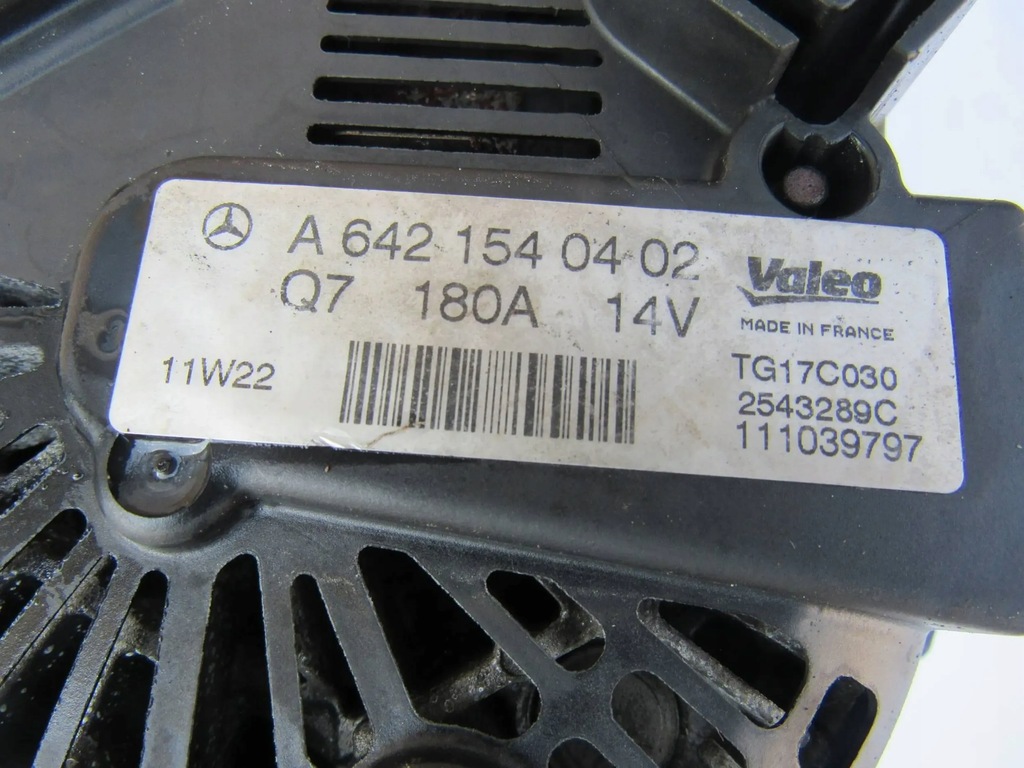 A 642 154 04 02
Q7 180A 14V
Valeo
MADE IN FRANCE
11W22
TG17C030
2543289C
111039797